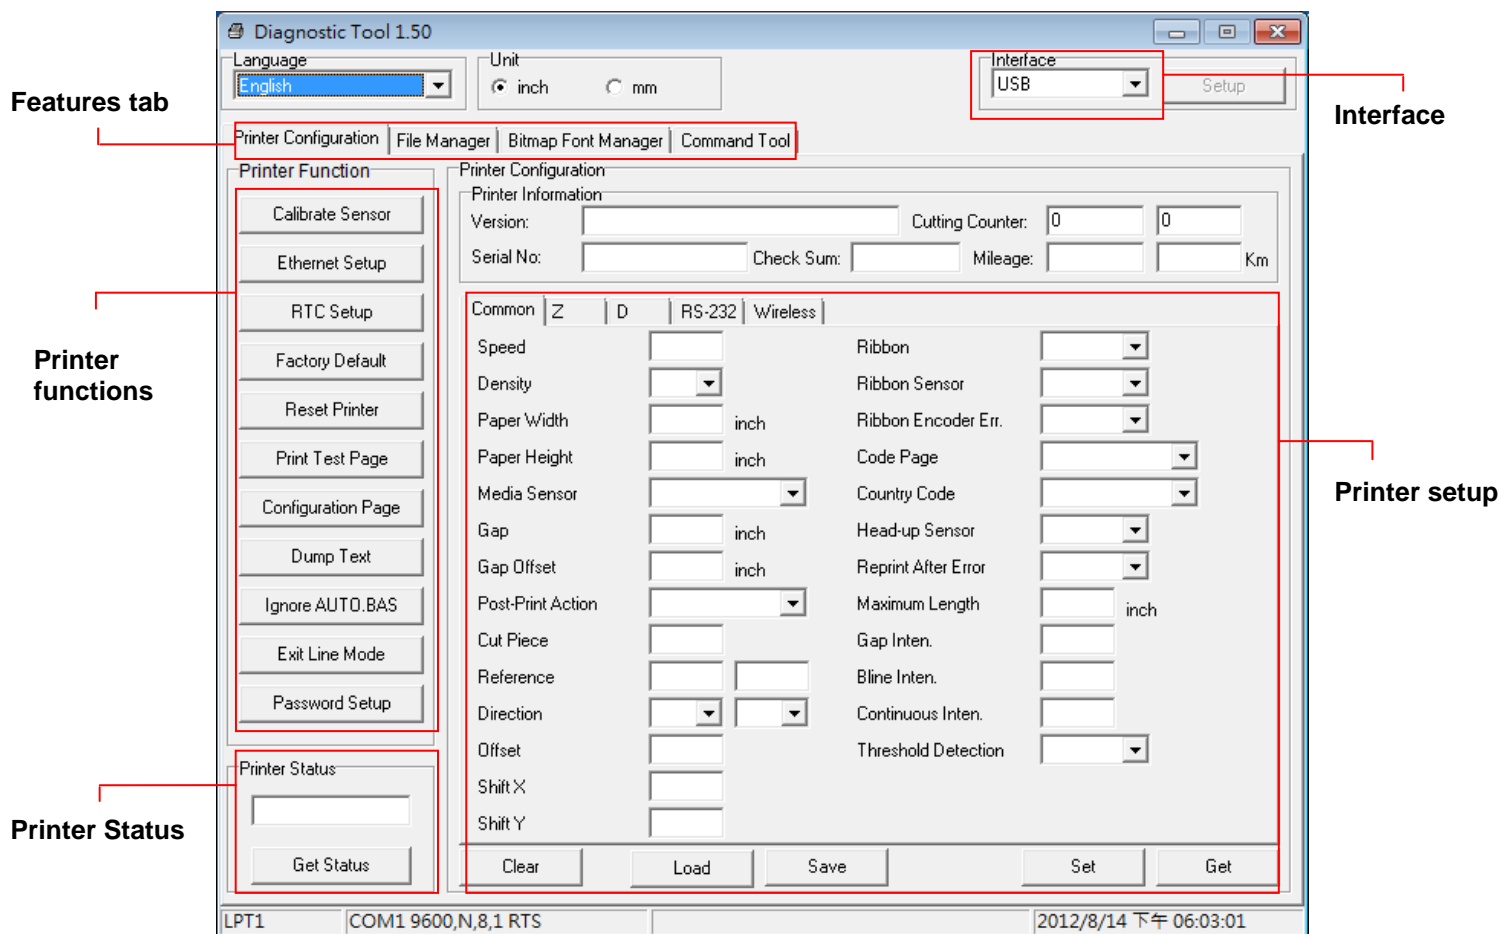 Diagnostic Tool 1.50
Language
English
Unit
inch
mm
Interface
USB
Setup
Features tab
Interface
Printer Configuration
File Manager
Bitmap Font Manager
Command Tool
Printer Function
Calibrate Sensor
Ethernet Setup
RTC Setup
Factory Default
Reset Printer
Print Test Page
Configuration Page
Dump Text
Ignore AUTO.BAS
Exit Line Mode
Password Setup
Printer functions
Printer Configuration
Printer Information
Version:
Cutting Counter: 0 0
Serial No:
Check Sum:
Mileage:
Km
Common
Z
D
RS-232
Wireless
Speed
Density
Paper Width inch
Paper Height inch
Media Sensor
Gap inch
Gap Offset inch
Post-Print Action
Cut Piece
Reference
Direction
Offset
Shift X
Shift Y
Ribbon
Ribbon Sensor
Ribbon Encoder Err.
Code Page
Country Code
Head-up Sensor
Reprint After Error
Maximum Length inch
Gap Inten.
Bline Inten.
Continuous Inten.
Threshold Detection
Printer setup
Printer Status
Get Status
Printer Status
Clear
Load
Save
Set
Get
LPT1
COM1 9600,N,8,1 RTS
2012/8/14 下午 06:03:01